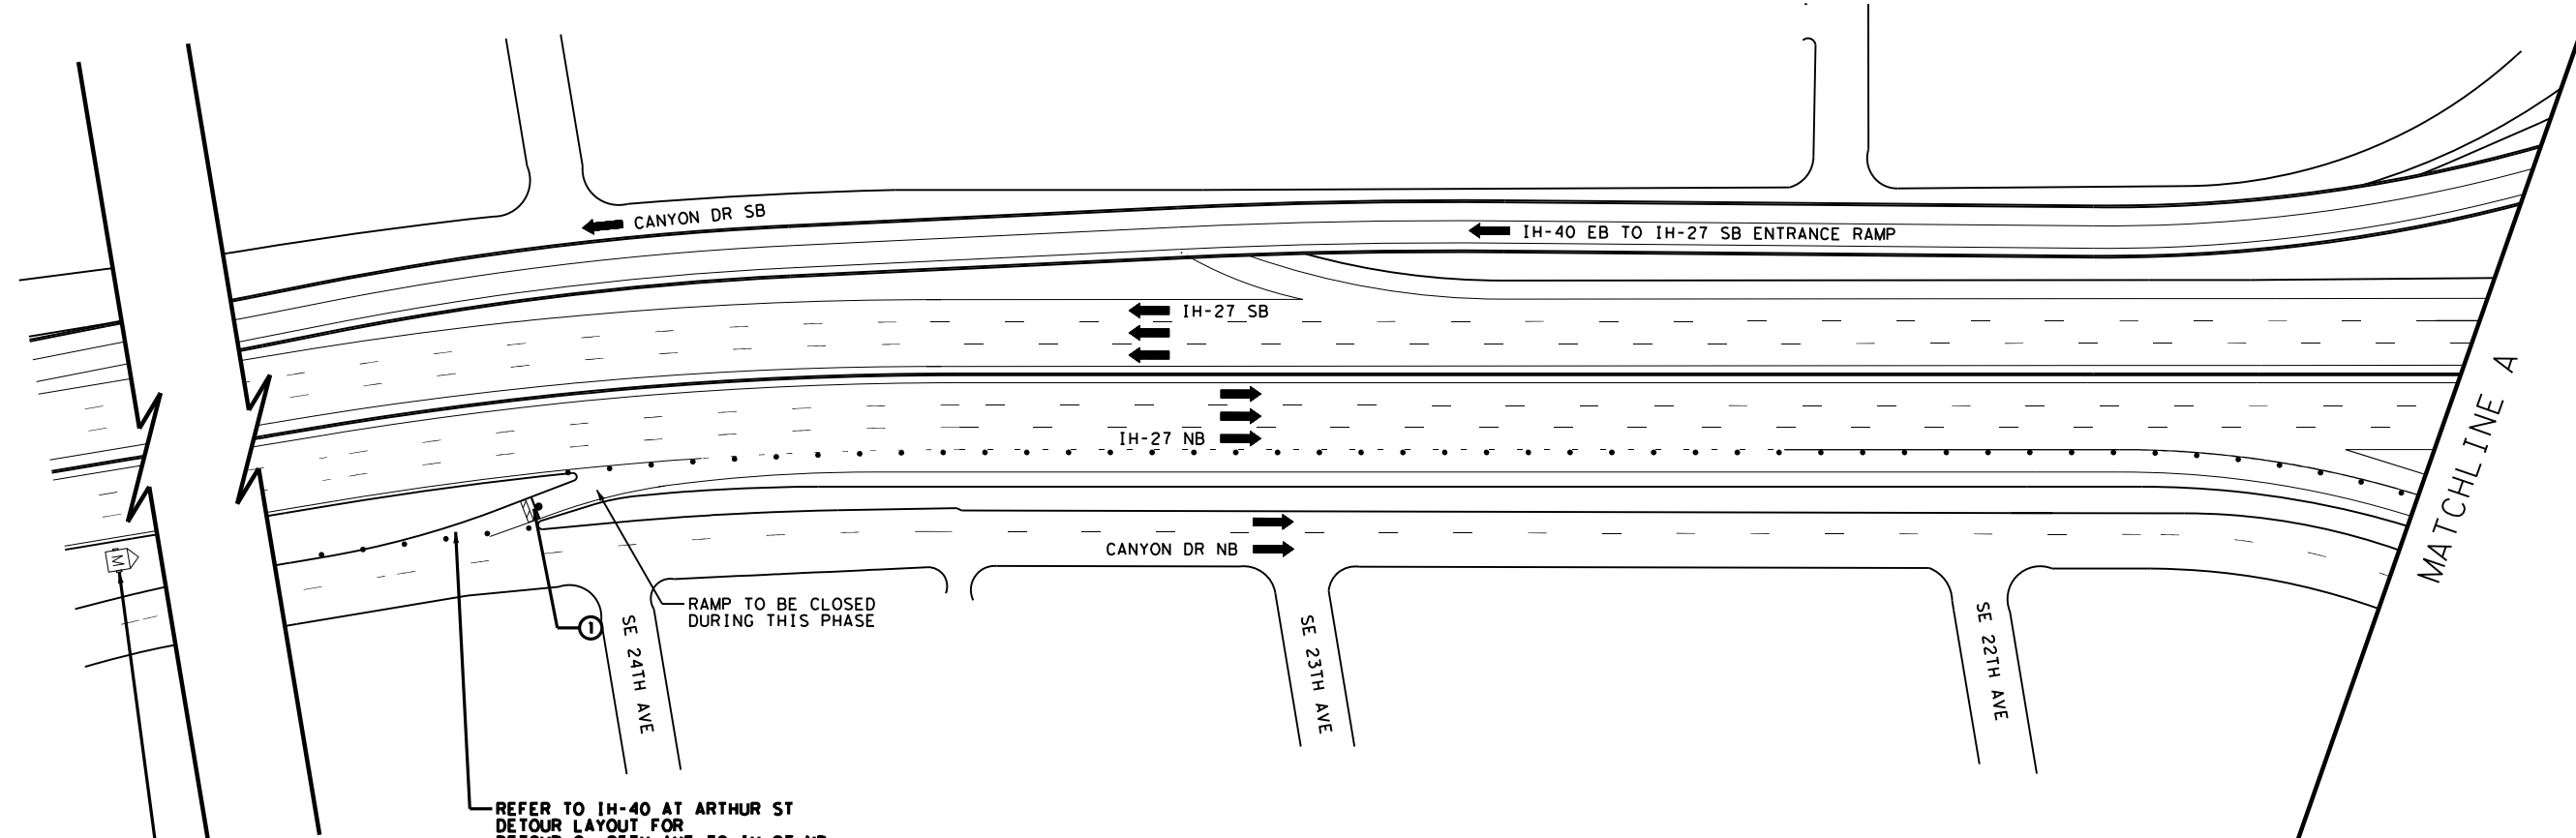 CANYON DR SB
IH-40 EB TO IH-27 SB ENTRANCE RAMP
IH-27 SB
MATCHLINE A
IH-27 NB
CANYON DR NB
M
RAMP TO BE CLOSED
DURING THIS PHASE
1
SE 24TH AVE
SE 23TH AVE
SE 22TH AVE
REFER TO IH-40 AT ARTHUR ST
DETOUR LAYOUT FOR